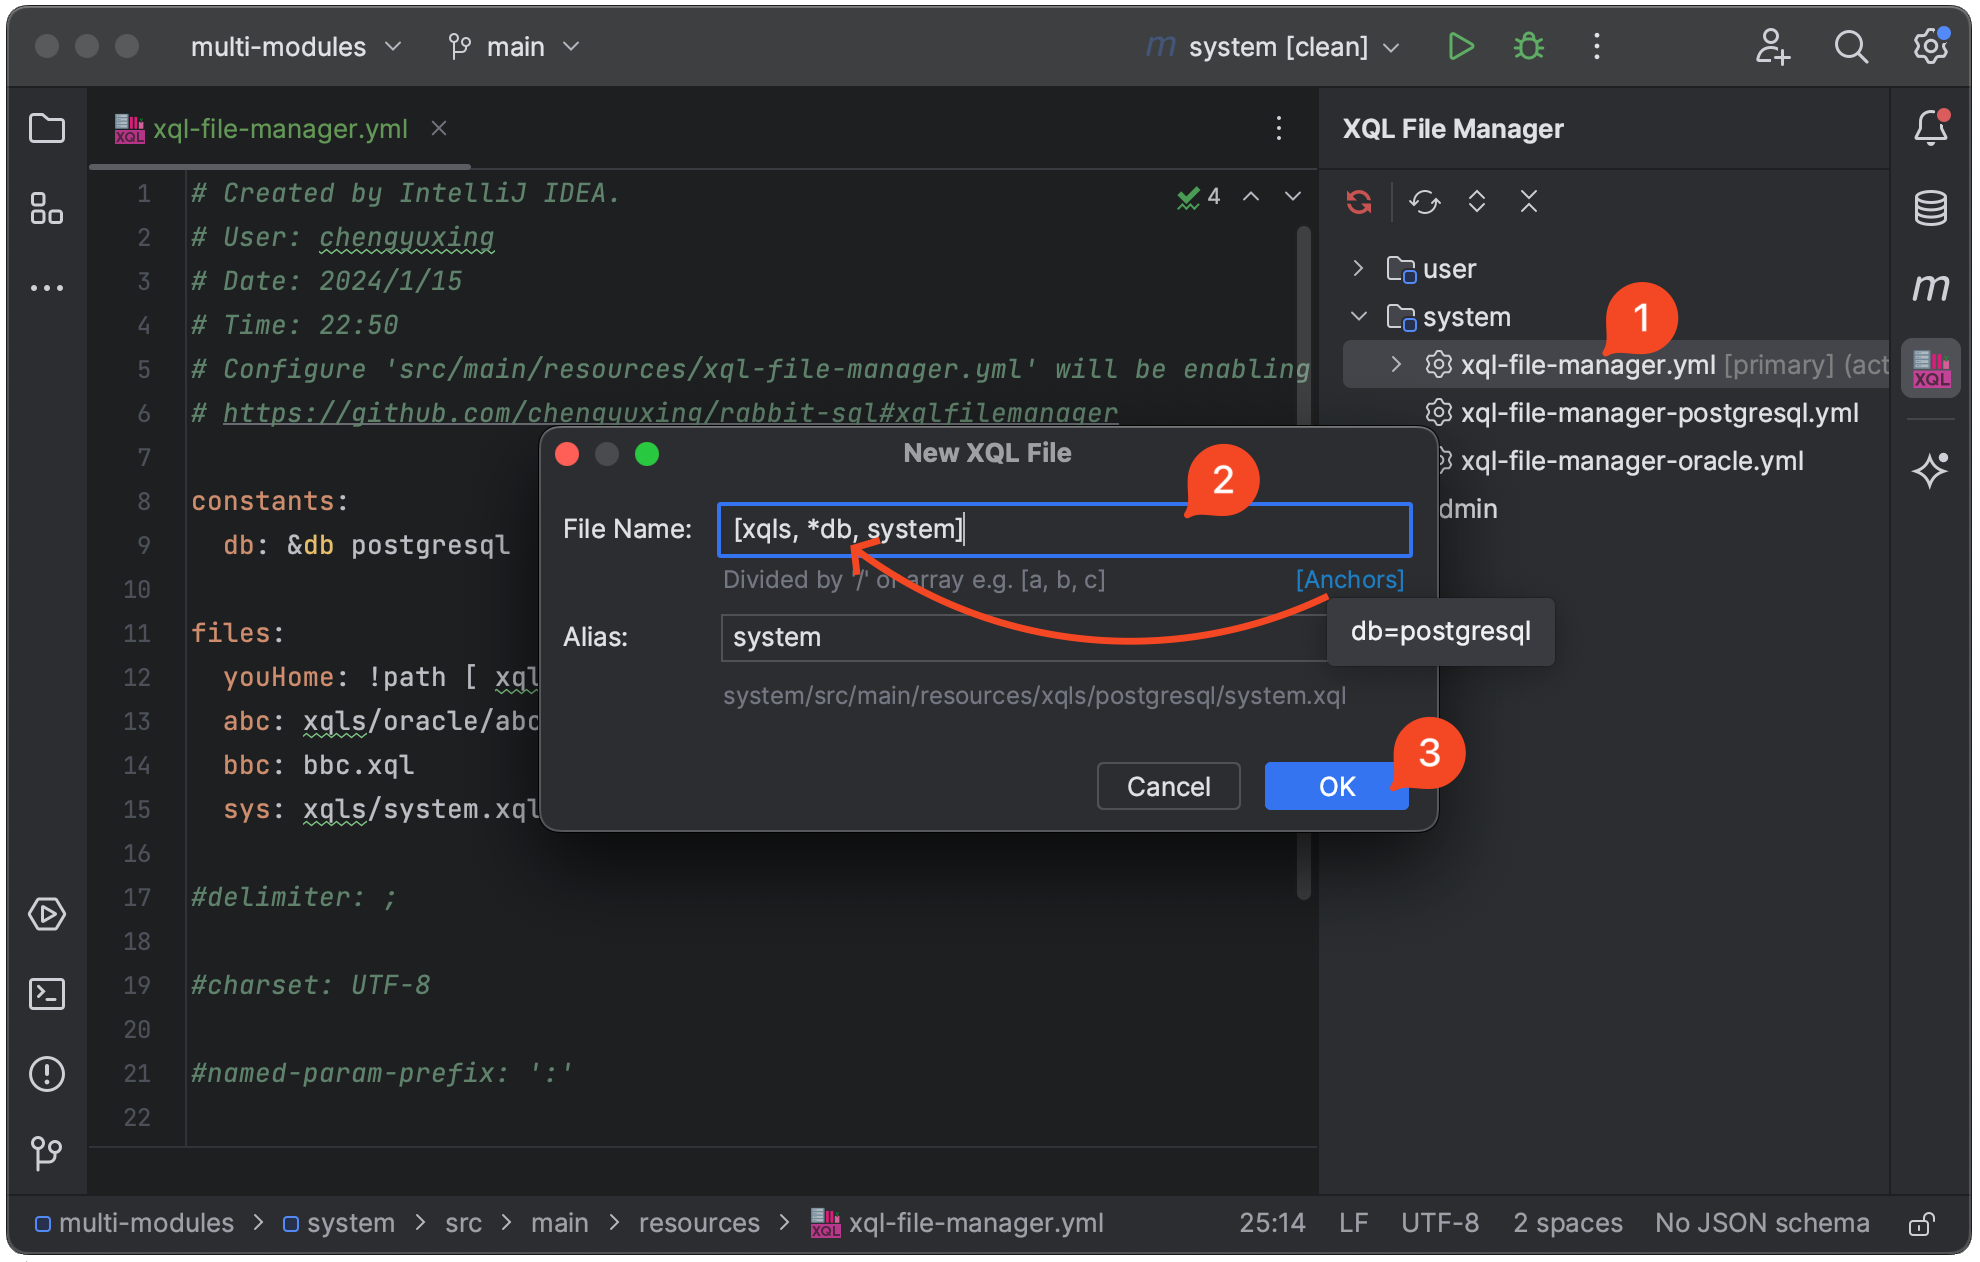 multi-modules
main
m system [clean]
xql-file-manager.yml
XQL File Manager
1 # Created by IntelliJ IDEA.
4
2 # User: chengyuxing
3 # Date: 2024/1/15
4 # Time: 22:50
5 # Configure 'src/main/resources/xql-file-manager.yml' will be enabling
6 # https://github.com/chengyuxing/rabbit-sql#xqlfilemanager
7
8 constants:
9 db: &db postgresql
10
11 files:
12 youHome: !path [ xql
13 abc: xqls/oracle/abc
14 bbc: bbc.xql
15 sys: xqls/system.xql
16
17 #delimiter: ;
18
19 #charset: UTF-8
20
21 #named-param-prefix: ':'
22
user
system
1
xql-file-manager.yml [primary] (act
xql-file-manager-postgresql.yml
xql-file-manager-oracle.yml
dmin
m
XQL
New XQL File
2
File Name: [xqls, *db, system]
Divided by '/' or array e.g. [a, b, c]
[Anchors]
db=postgresql
Alias: system
system/src/main/resources/xqls/postgresql/system.xql
3
Cancel
OK
multi-modules > system > src > main > resources > xql-file-manager.yml
25:14 LF UTF-8 2 spaces No JSON schema